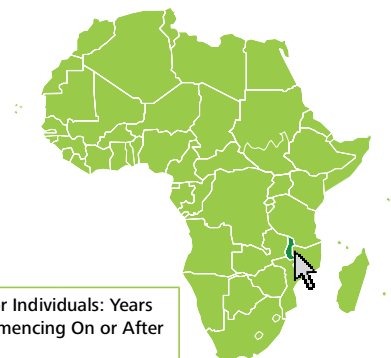 r Individuals: Years
mencing On or After